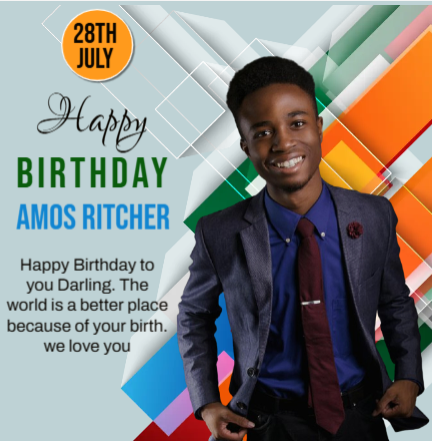 28TH
JULY
Happy
BIRTHDAY
AMOS RITCHER
Happy Birthday to
you Darling. The
world is a better place
because of your birth.
we love you